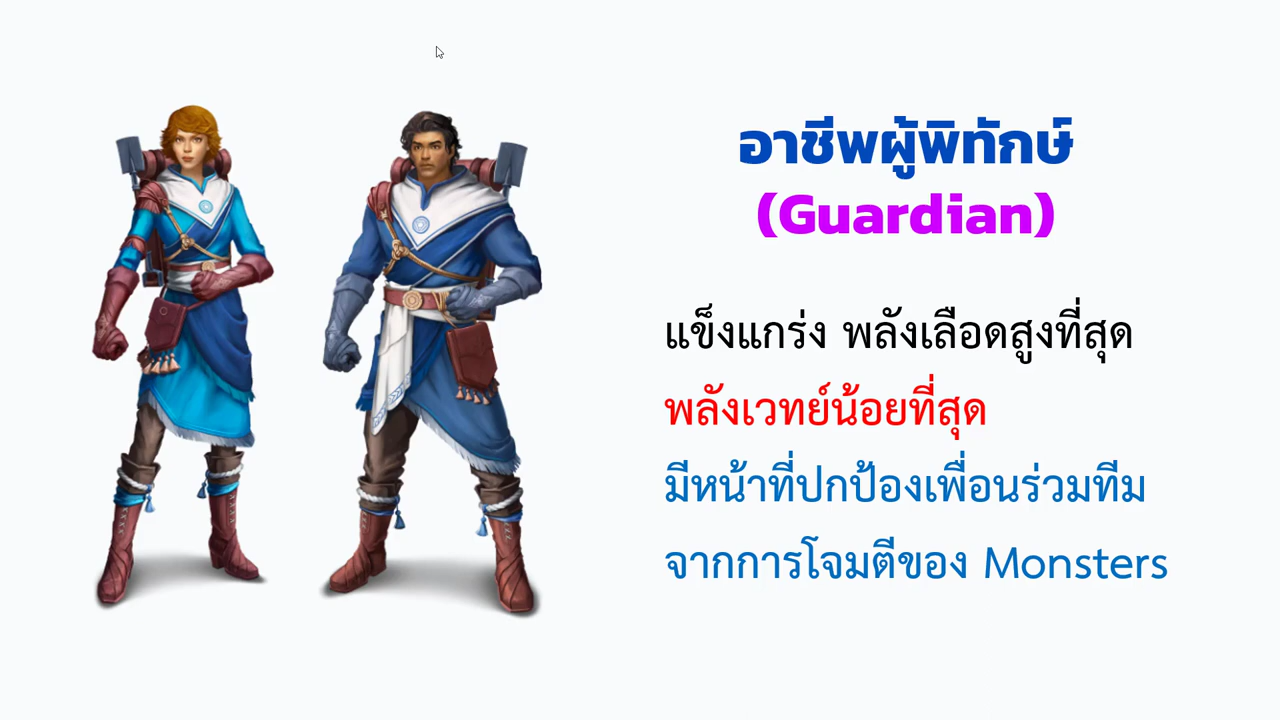 อาชีพผู้พิทักษ์
(Guardian)
แข็งแกร่ง พลังเลือดสูงที่สุด
พลังเวทย์น้อยที่สุด
มีหน้าที่ปกป้องเพื่อนร่วมทีม
จากการโจมตีของ Monsters